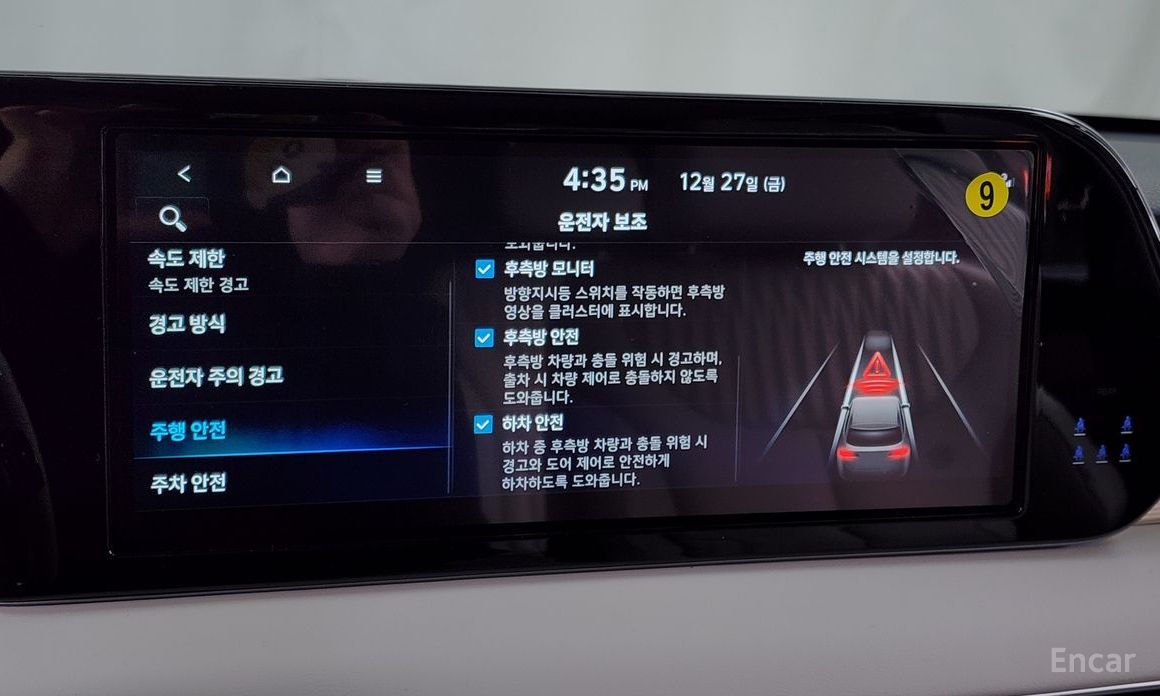 4:35 PM 12월 27일 (금)
9
운전자 보조
속도 제한
속도 제한 경고
경고 방식
운전자 주의 경고
주행 안전
주차 안전
후측방 모니터
방향지시등 스위치를 작동하면 후측방
영상을 클러스터에 표시합니다.
후측방 안전
후측방 차량과 충돌 위험 시 경고하며,
출차 시 차량 제어로 충돌하지 않도록
도와줍니다.
하차 안전
하차 중 후측방 차량과 충돌 위험 시
경고와 도어 제어로 안전하게
하차하도록 도와줍니다.
주행 안전 시스템을 설정합니다.
Encar